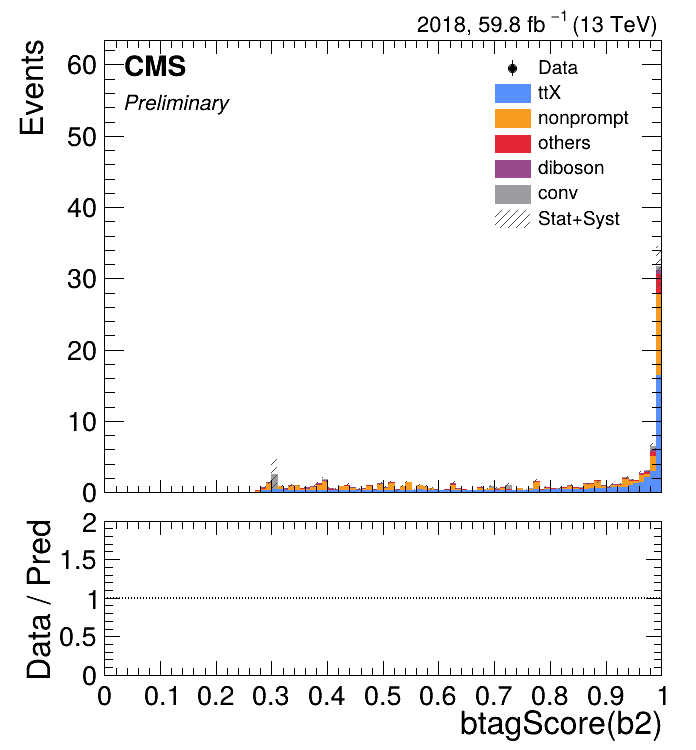 2018, 59.8 fb⁻¹ (13 TeV)
CMS
Preliminary
Data
ttX
nonprompt
others
diboson
conv
Stat+Syst
Events
60
50
40
30
20
10
0
Data / Pred
2
1.5
1
0.5
0
0 0.1 0.2 0.3 0.4 0.5 0.6 0.7 0.8 0.9 1
btagScore(b2)